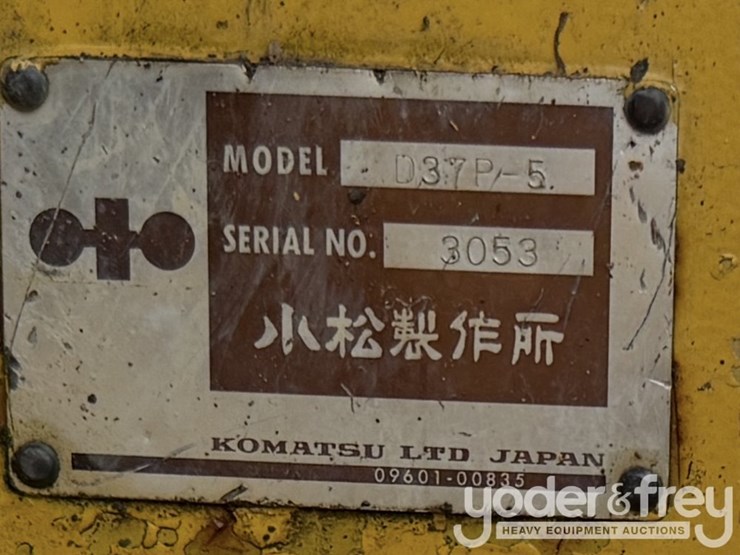 MODEL D37P-5
SERIAL NO. 3053
小松製作所
KOMATSU LTD JAPAN
09601-00835
yoder&frey
HEAVY EQUIPMENT AUCTIONS